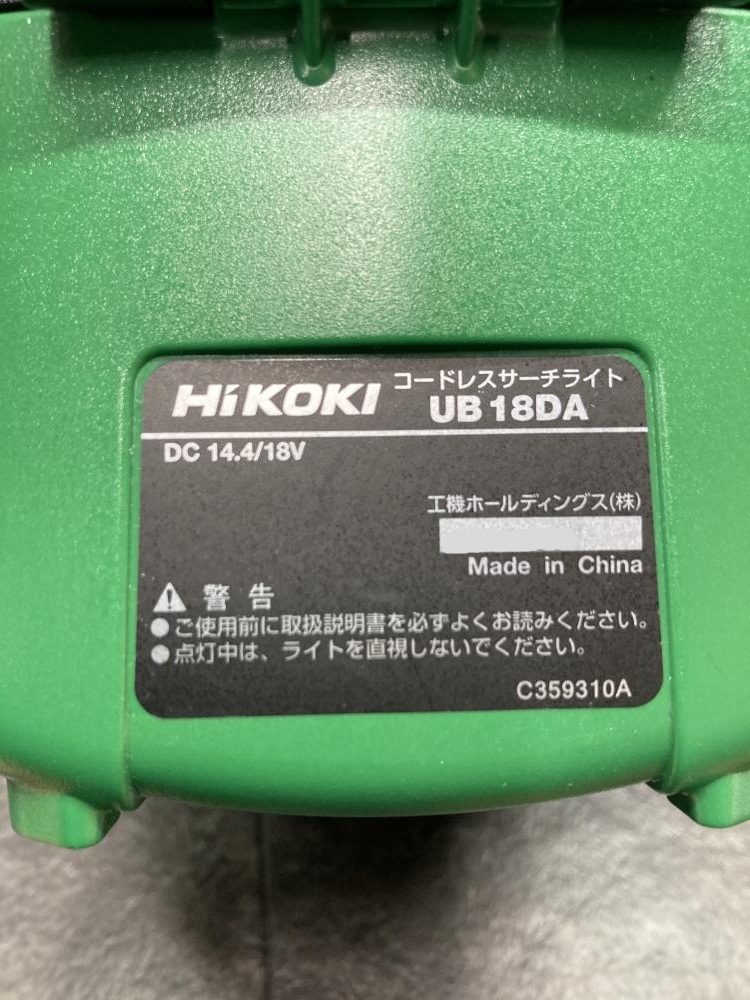 HiKOKI コードレスサーチライト
UB 18DA
DC 14.4/18V
工機ホールディングス(株)
Made in China
警告
●ご使用前に取扱説明書を必ずよくお読みください。
●点灯中は、ライトを直視しないでください。
C359310A